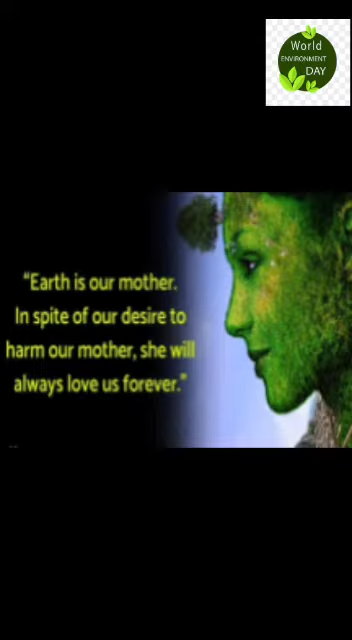 World
ENVIRONMENT
DAY
“Earth is our mother.
In spite of our desire to
harm our mother, she will
always love us forever.”